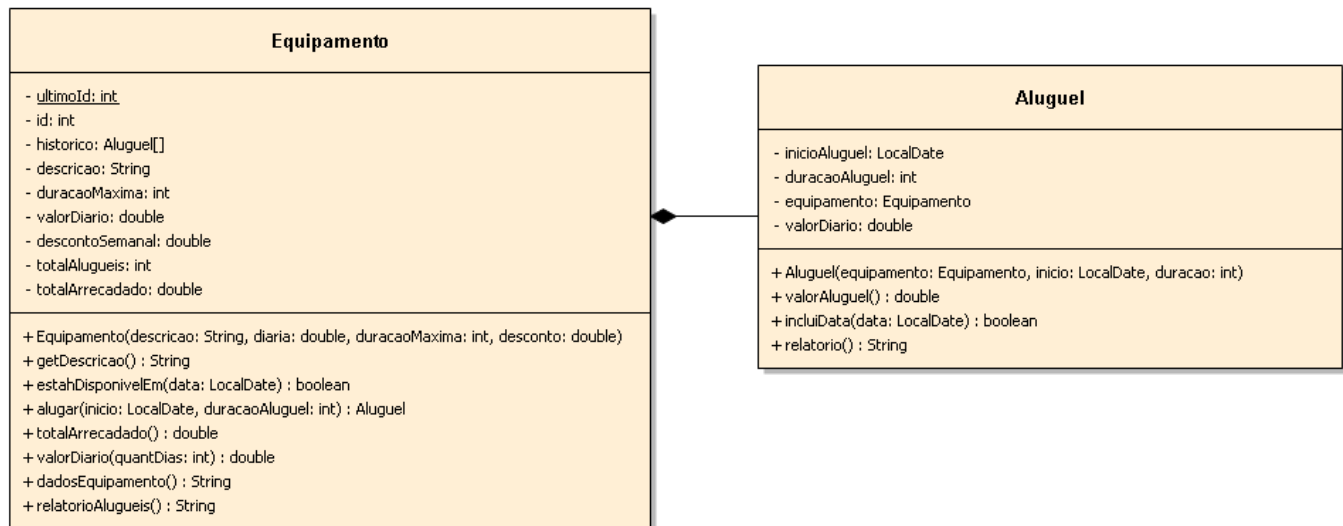 Equipamento
- ultimoId: int
- id: int
- historico: Aluguel[]
- descricao: String
- duracaoMaxima: int
- valorDiario: double
- descontoSemanal: double
- totalAlugueis: int
- totalArrecadado: double
+ Equipamento(descricao: String, diaria: double, duracaoMaxima: int, desconto: double)
+ getDescricao() : String
+ estahDisponivelEm(data: LocalDate) : boolean
+ alugar(inicio: LocalDate, duracaoAluguel: int) : Aluguel
+ totalArrecadado() : double
+ valorDiario(quantDias: int) : double
+ dadosEquipamento() : String
+ relatorioAlugueis() : String
Aluguel
- inicioAluguel: LocalDate
- duracaoAluguel: int
- equipamento: Equipamento
- valorDiario: double
+ Aluguel(equipamento: Equipamento, inicio: LocalDate, duracao: int)
+ valorAluguel() : double
+ incluiData(data: LocalDate) : boolean
+ relatorio() : String